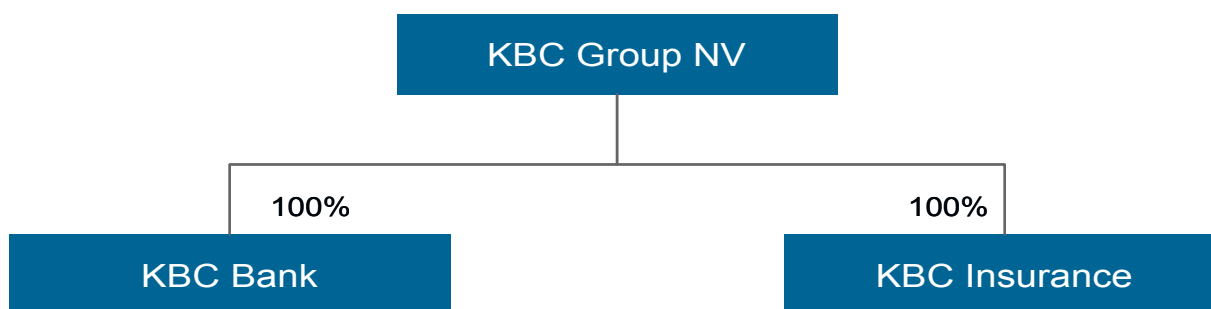 KBC Group NV
100%
100%
KBC Bank
KBC Insurance